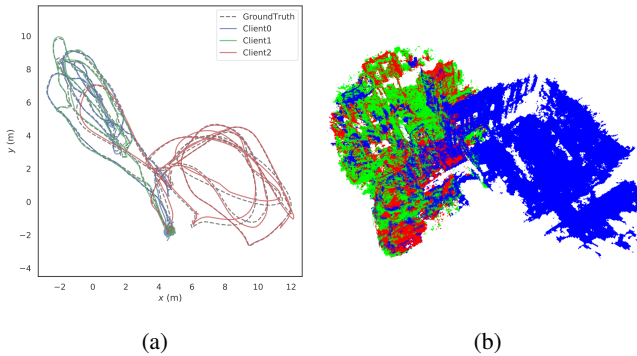 GroundTruth
Client0
Client1
Client2
10
8
6
4
2
0
−2
−4
y (m)
−2 0 2 4 6 8 10 12
x (m)
(a) (b)